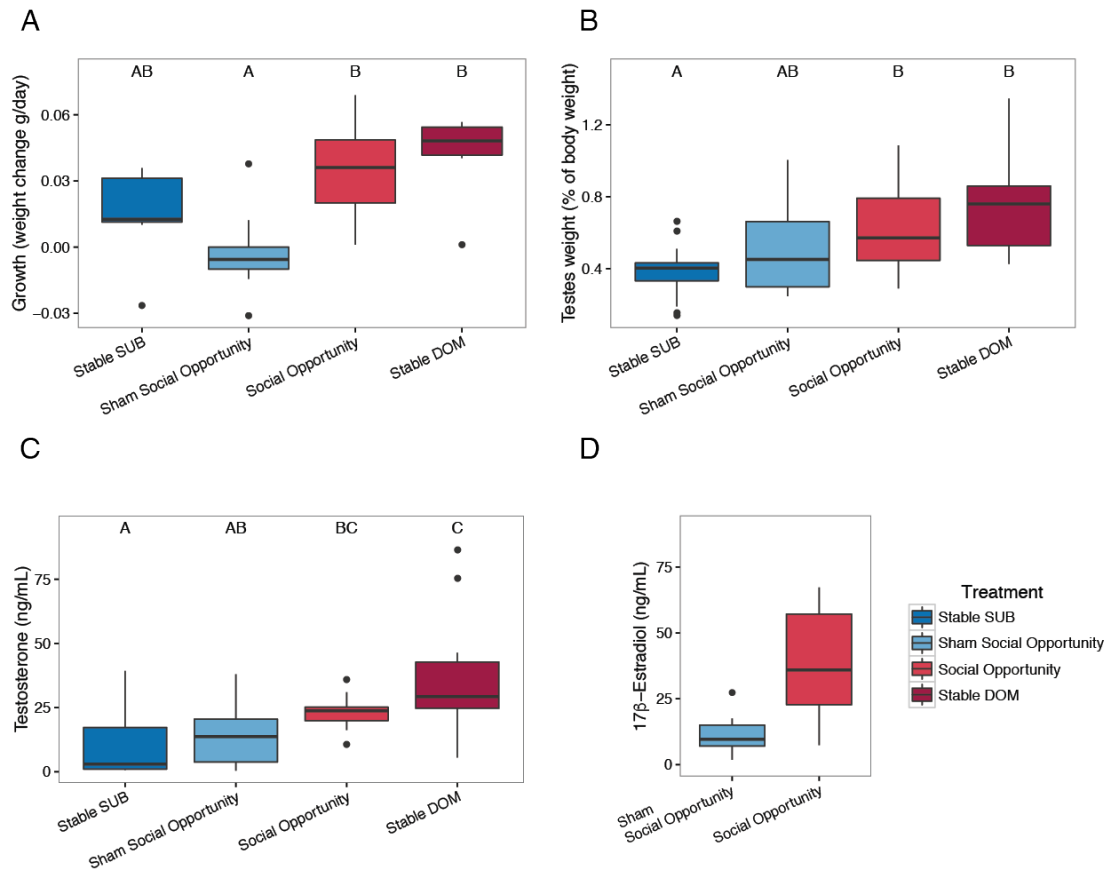 A
Growth (weight change g/day)
AB A B B
0.06
0.03
0.00
−0.03
Stable SUB
Sham Social Opportunity
Social Opportunity
Stable DOM
B
Testes weight (% of body weight)
A AB B B
1.2
0.8
0.4
Stable SUB
Sham Social Opportunity
Social Opportunity
Stable DOM
C
Testosterone (ng/mL)
A AB BC C
75
50
25
0
Stable SUB
Sham Social Opportunity
Social Opportunity
Stable DOM
D
17β−Estradiol (ng/mL)
75
50
25
0
Sham
Social Opportunity
Social Opportunity
Treatment
Stable SUB
Sham Social Opportunity
Social Opportunity
Stable DOM